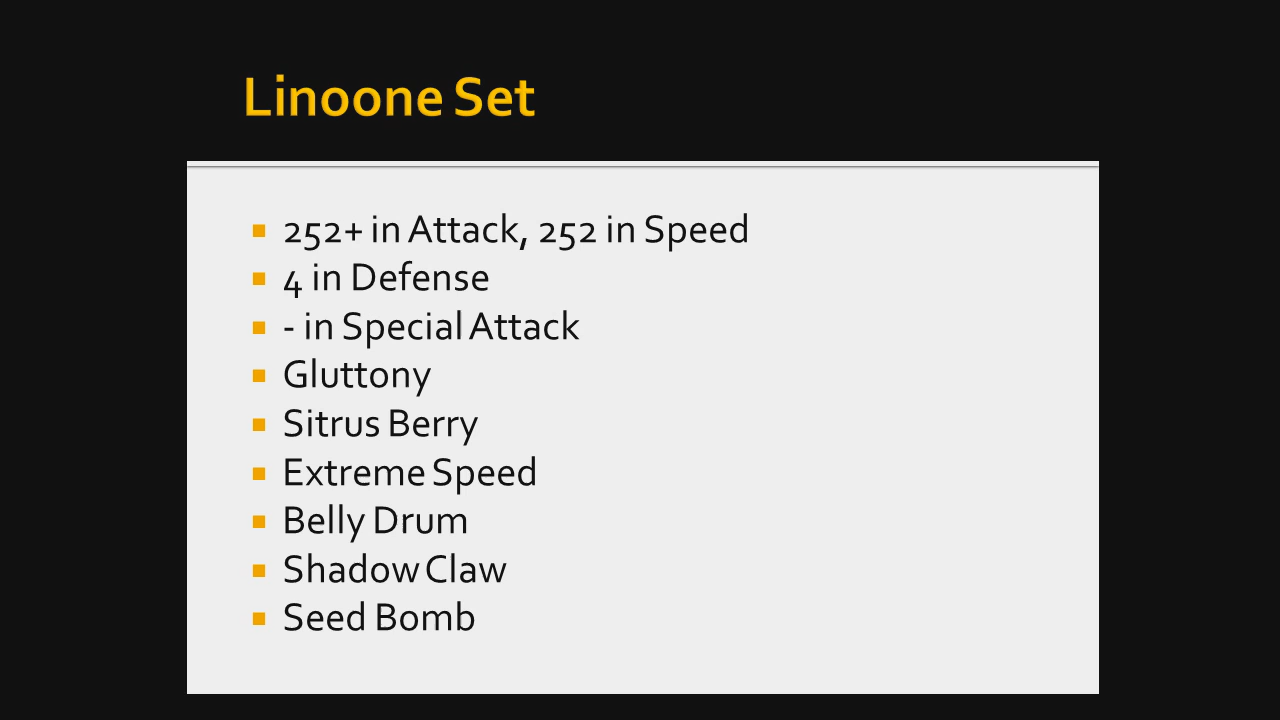 Linoone Set
252+ in Attack, 252 in Speed
4 in Defense
- in Special Attack
Gluttony
Sitrus Berry
Extreme Speed
Belly Drum
Shadow Claw
Seed Bomb